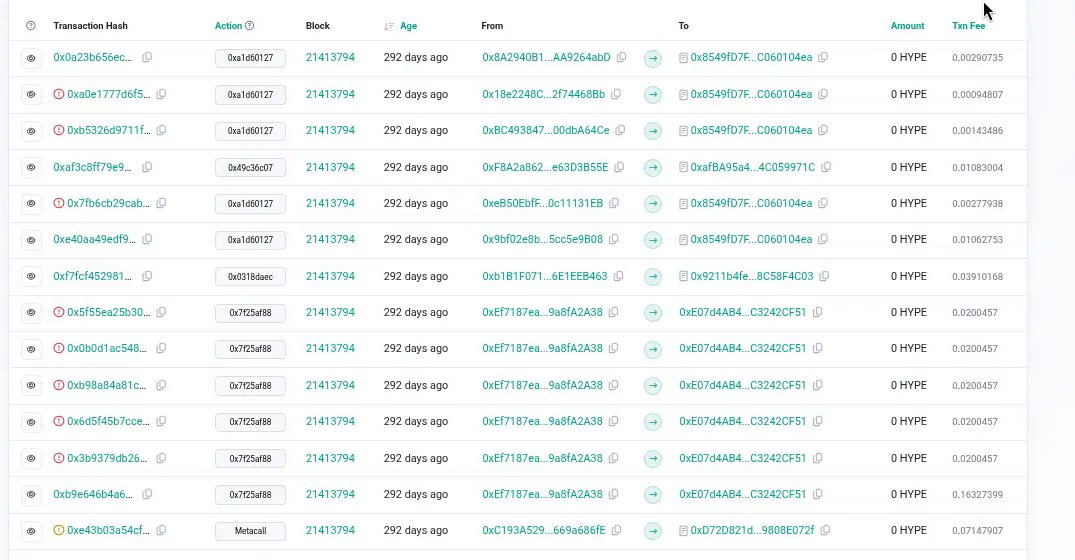 Transaction Hash Action Block Age From To Amount Txn Fee
0x0a23b656ec... 0xa1d60127 21413794 292 days ago 0x8A2940B1...AA9264abD 0x8549fD7F...C060104ea 0 HYPE 0.00290735
0xa0e1777d6f5... 0xa1d60127 21413794 292 days ago 0x18e2248C...2f74468Bb 0x8549fD7F...C060104ea 0 HYPE 0.00094807
0xb5326d9711f... 0xa1d60127 21413794 292 days ago 0xBC493847...00dbA64Ce 0x8549fD7F...C060104ea 0 HYPE 0.00143486
0xaf3c8ff79e9... 0x49c36c07 21413794 292 days ago 0xF8A2a862...e63D3B55E 0xafBA95a4...4C059971C 0 HYPE 0.01083004
0x7fb6cb29cab... 0xa1d60127 21413794 292 days ago 0xeB50EbfF...0c11131EB 0x8549fD7F...C060104ea 0 HYPE 0.00277938
0xe40aa49edf9... 0xa1d60127 21413794 292 days ago 0x9bf02e8b...5cc5e9B08 0x8549fD7F...C060104ea 0 HYPE 0.01062753
0xf7fcf452981... 0x0318daec 21413794 292 days ago 0xb1B1F071...6E1EEB463 0x9211b4fe...8C58F4C03 0 HYPE 0.03910168
0x5f55ea25b30... 0x7f25af88 21413794 292 days ago 0xEf7187ea...9a8fA2A38 0xE07d4AB4...C3242CF51 0 HYPE 0.0200457
0x0b0d1ac548... 0x7f25af88 21413794 292 days ago 0xEf7187ea...9a8fA2A38 0xE07d4AB4...C3242CF51 0 HYPE 0.0200457
0xb98a84a81c... 0x7f25af88 21413794 292 days ago 0xEf7187ea...9a8fA2A38 0xE07d4AB4...C3242CF51 0 HYPE 0.0200457
0x6d5f45b7cce... 0x7f25af88 21413794 292 days ago 0xEf7187ea...9a8fA2A38 0xE07d4AB4...C3242CF51 0 HYPE 0.0200457
0x3b9379db26... 0x7f25af88 21413794 292 days ago 0xEf7187ea...9a8fA2A38 0xE07d4AB4...C3242CF51 0 HYPE 0.0200457
0xb9e646b4a6... 0x7f25af88 21413794 292 days ago 0xEf7187ea...9a8fA2A38 0xE07d4AB4...C3242CF51 0 HYPE 0.16327399
0xe43b03a54cf... Metacall 21413794 292 days ago 0xC193A529...669a686fE 0xD72D821d...9808E072f 0 HYPE 0.07147907